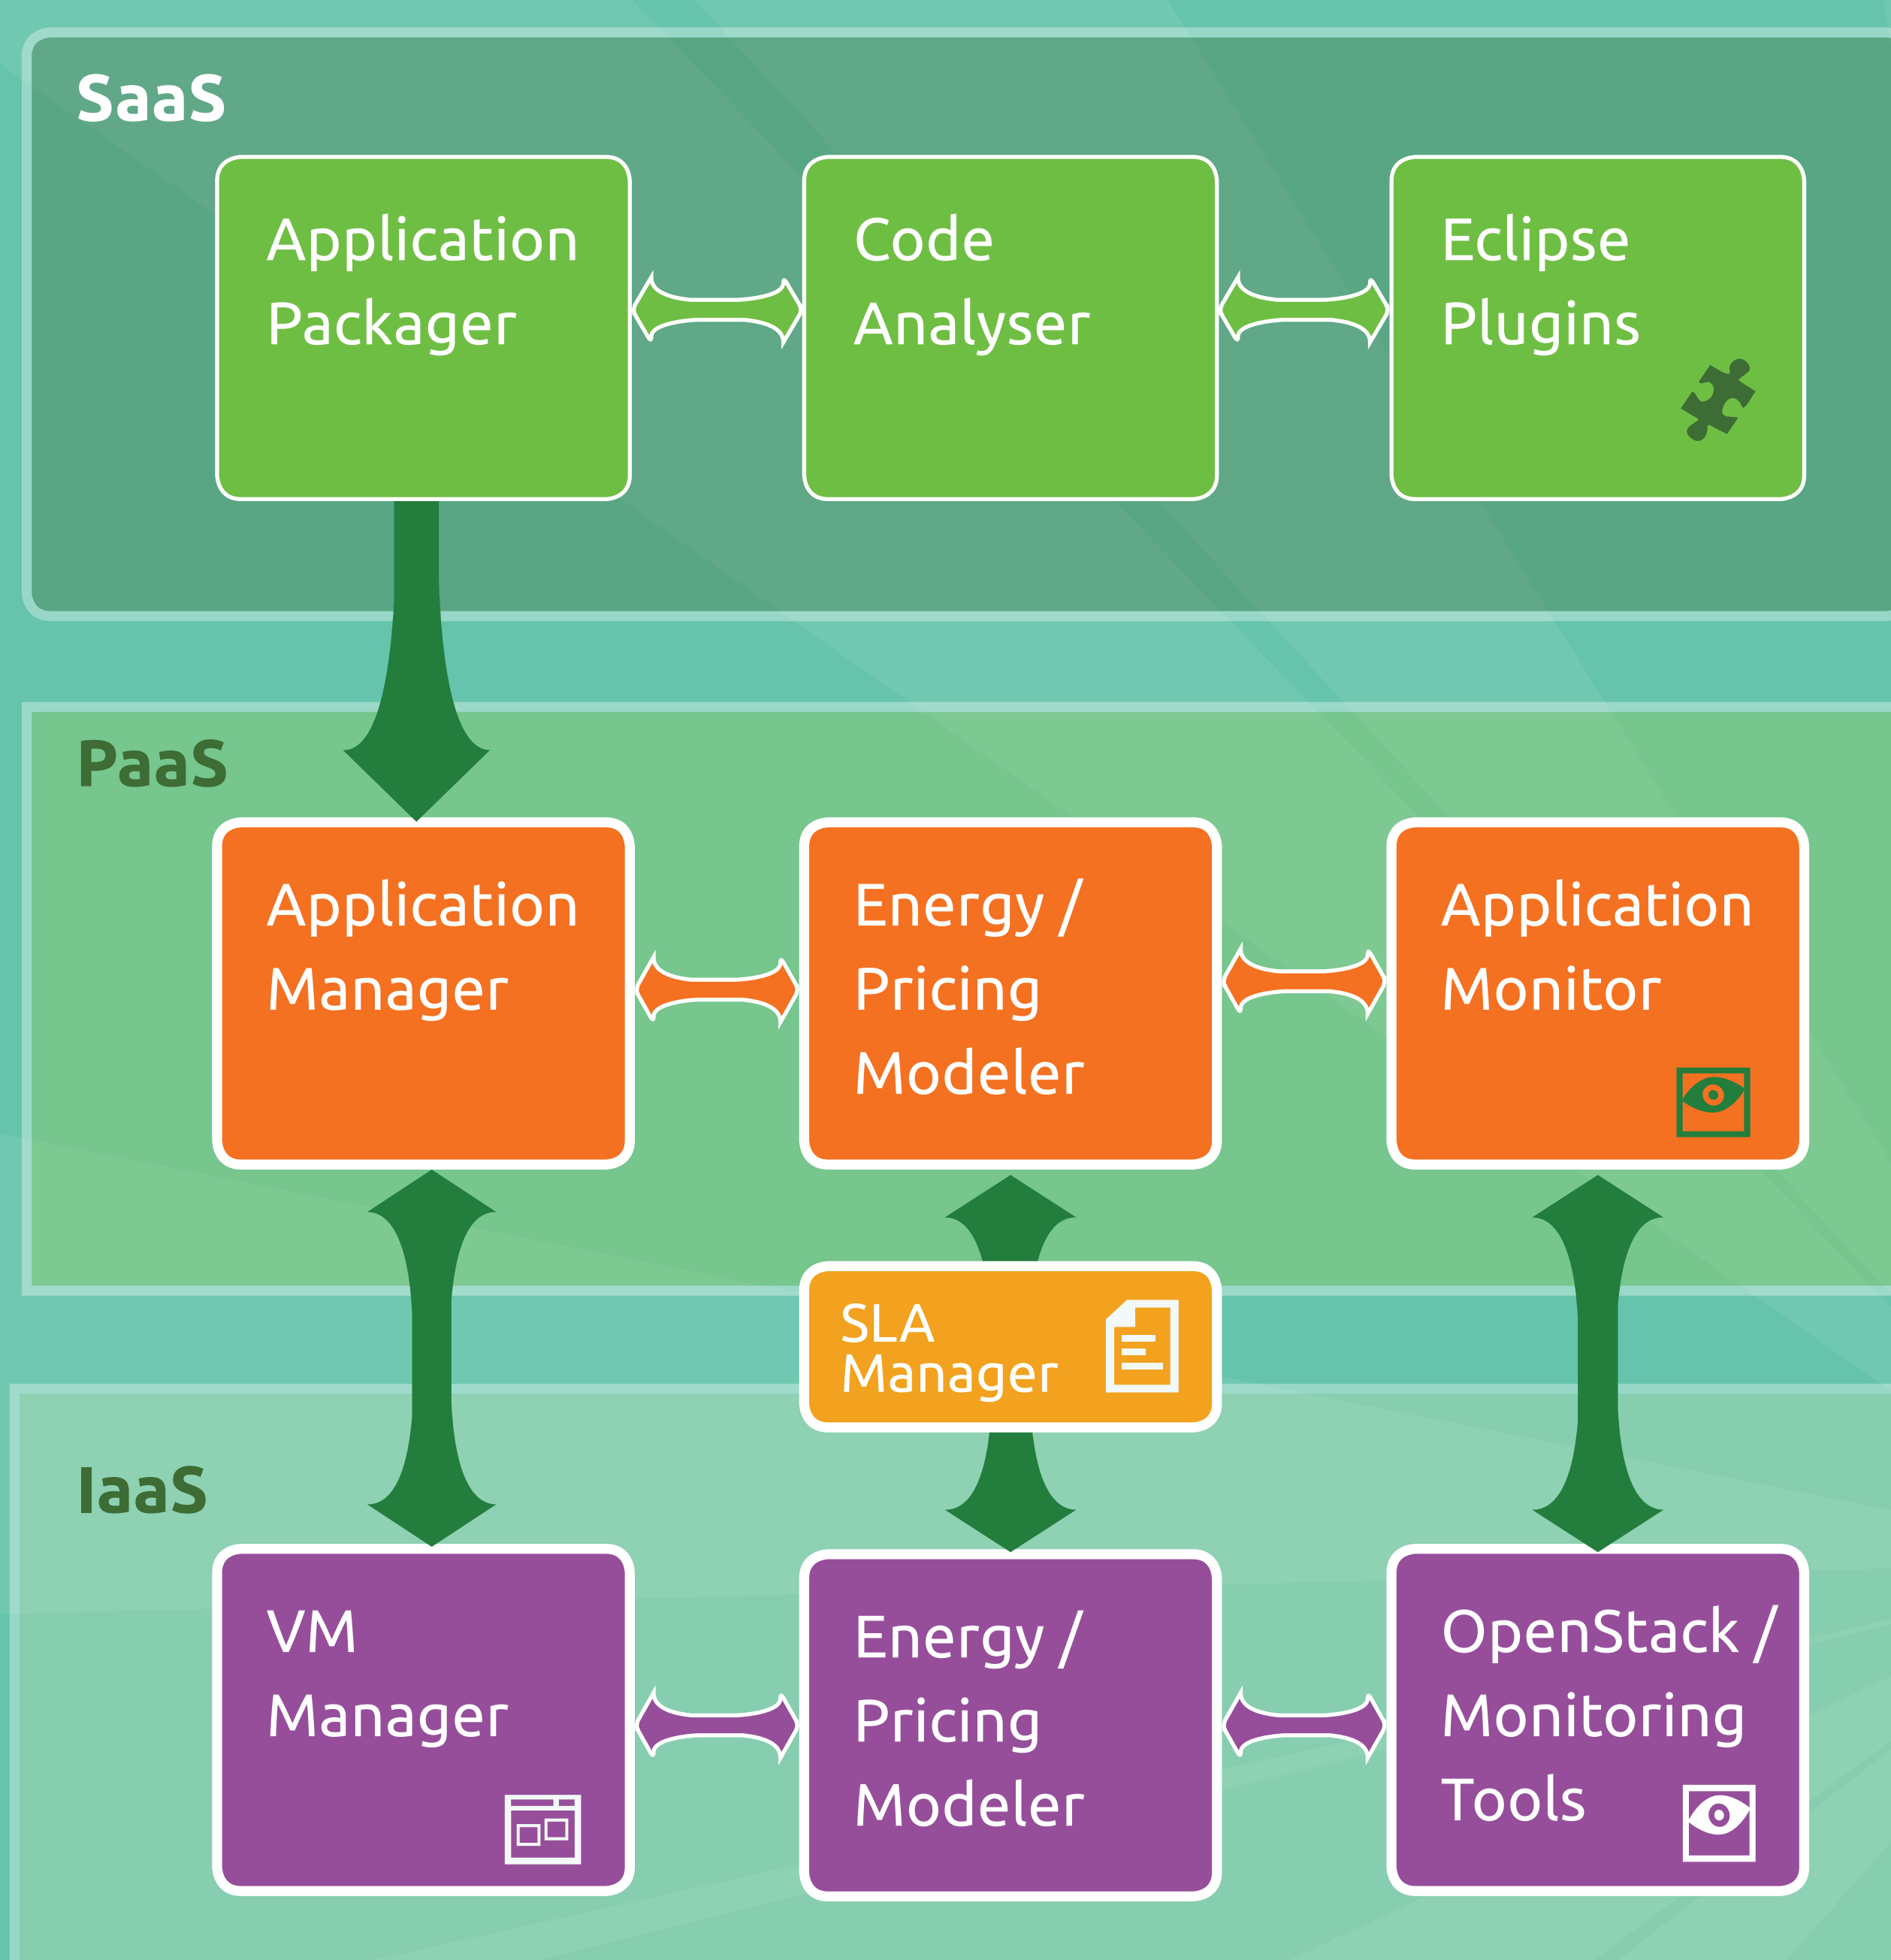 SaaS
Application
Packager
Code
Analyser
Eclipse
Plugins
PaaS
Application
Manager
Energy /
Pricing
Modeler
Application
Monitor
SLA
Manager
IaaS
VM
Manager
Energy /
Pricing
Modeler
OpenStack /
Monitoring
Tools